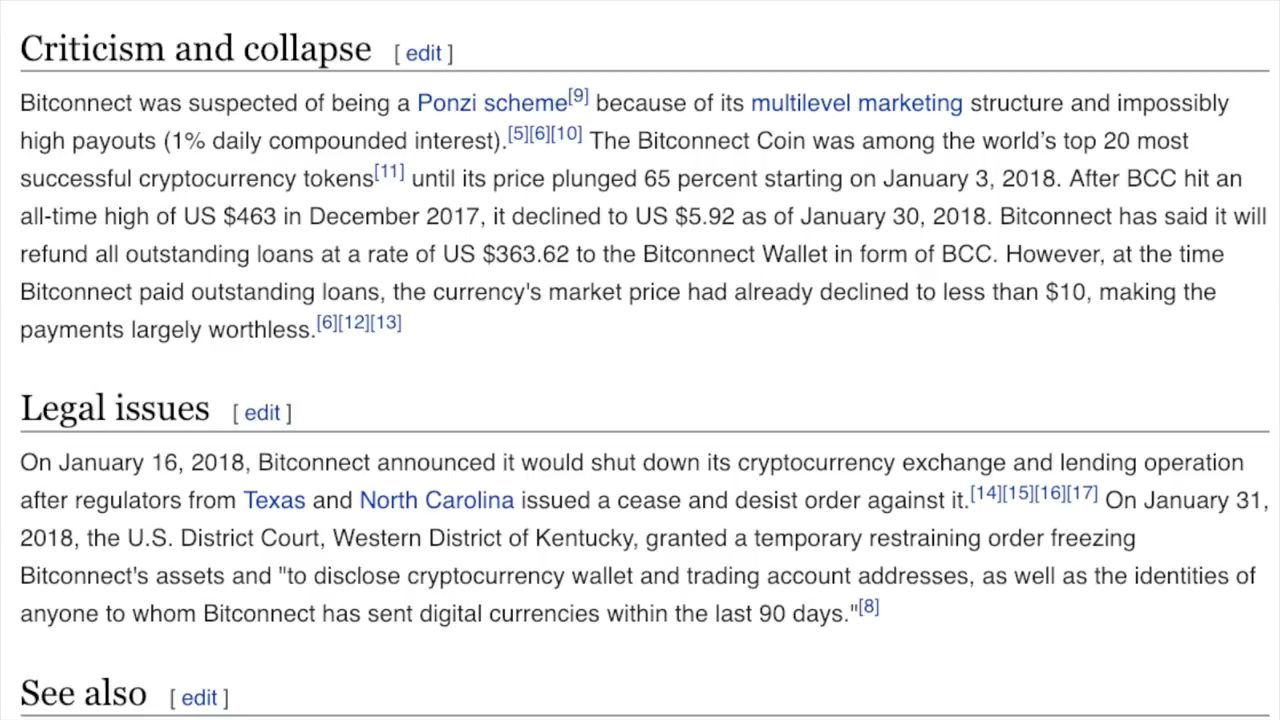 Criticism and collapse [ edit ]
Bitconnect was suspected of being a Ponzi scheme[9] because of its multilevel marketing structure and impossibly
high payouts (1% daily compounded interest).[5][6][10] The Bitconnect Coin was among the world’s top 20 most
successful cryptocurrency tokens[11] until its price plunged 65 percent starting on January 3, 2018. After BCC hit an
all-time high of US $463 in December 2017, it declined to US $5.92 as of January 30, 2018. Bitconnect has said it will
refund all outstanding loans at a rate of US $363.62 to the Bitconnect Wallet in form of BCC. However, at the time
Bitconnect paid outstanding loans, the currency's market price had already declined to less than $10, making the
payments largely worthless.[6][12][13]
Legal issues [ edit ]
On January 16, 2018, Bitconnect announced it would shut down its cryptocurrency exchange and lending operation
after regulators from Texas and North Carolina issued a cease and desist order against it.[14][15][16][17] On January 31,
2018, the U.S. District Court, Western District of Kentucky, granted a temporary restraining order freezing
Bitconnect's assets and "to disclose cryptocurrency wallet and trading account addresses, as well as the identities of
anyone to whom Bitconnect has sent digital currencies within the last 90 days."[8]
See also [ edit ]